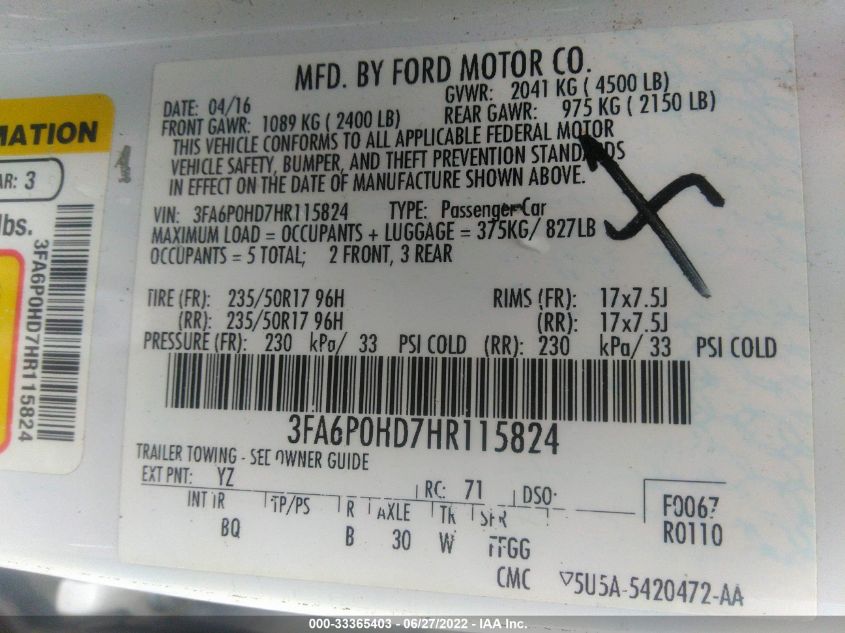 MATION
AR: 3
lbs.
3FA6P0HD7HR115824
MFD. BY FORD MOTOR CO.
DATE: 04/16 GVWR: 2041 KG ( 4500 LB)
FRONT GAWR: 1089 KG ( 2400 LB) REAR GAWR: 975 KG ( 2150 LB)
THIS VEHICLE CONFORMS TO ALL APPLICABLE FEDERAL MOTOR
VEHICLE SAFETY, BUMPER, AND THEFT PREVENTION STANDARDS
IN EFFECT ON THE DATE OF MANUFACTURE SHOWN ABOVE.
VIN: 3FA6P0HD7HR115824 TYPE: Passenger Car
MAXIMUM LOAD = OCCUPANTS + LUGGAGE = 375KG/ 827LB
OCCUPANTS = 5 TOTAL; 2 FRONT, 3 REAR
TIRE (FR): 235/50R17 96H RIMS (FR): 17x7.5J
(RR): 235/50R17 96H (RR): 17x7.5J
PRESSURE (FR): 230 kPa/ 33 PSI COLD (RR): 230 kPa/ 33 PSI COLD
3FA6P0HD7HR115824
TRAILER TOWING - SEE OWNER GUIDE
EXT PNT: YZ RC: 71 DSO:
INT TR TP/PS R AXLE TR SPR
BQ B 30 W FFGG
F0067
R0110
CMC
5U5A-5420472-AA
000-33365403 - 06/27/2022 - IAA Inc.